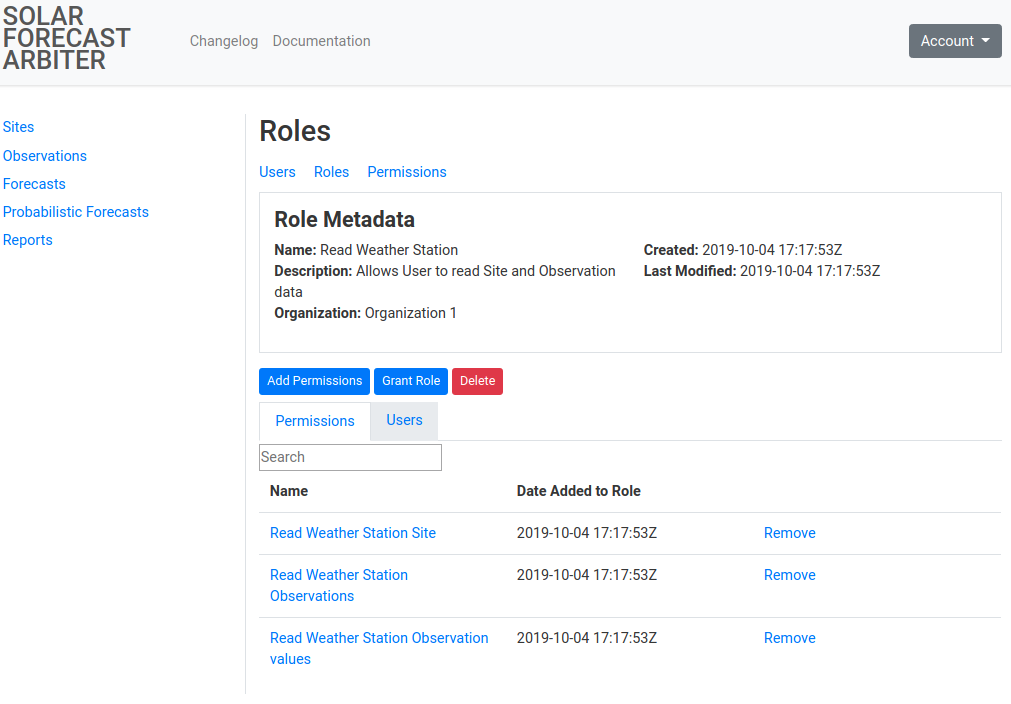 SOLAR
FORECAST
ARBITER
Changelog Documentation
Account
Sites
Observations
Forecasts
Probabilistic Forecasts
Reports
Roles
Users Roles Permissions
Role Metadata
Name: Read Weather Station
Description: Allows User to read Site and Observation
data
Organization: Organization 1
Created: 2019-10-04 17:17:53Z
Last Modified: 2019-10-04 17:17:53Z
Add Permissions Grant Role Delete
Permissions Users
Search
Name Date Added to Role
Read Weather Station Site 2019-10-04 17:17:53Z Remove
Read Weather Station 2019-10-04 17:17:53Z Remove
Observations
Read Weather Station Observation 2019-10-04 17:17:53Z Remove
values